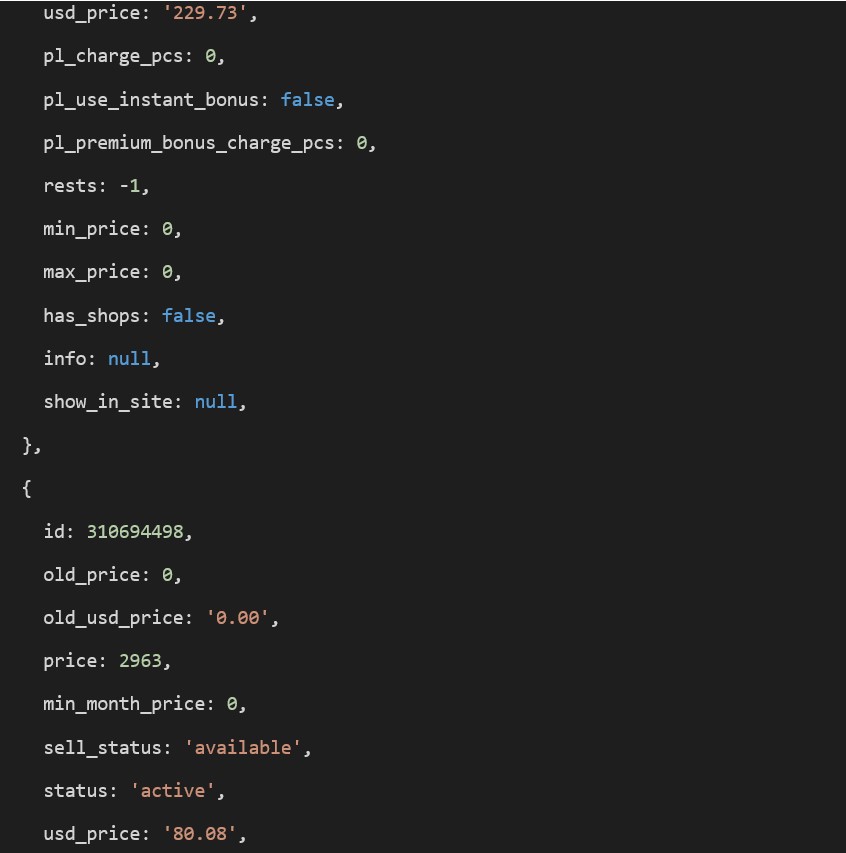 usd_price: '229.73',
pl_charge_pcs: 0,
pl_use_instant_bonus: false,
pl_premium_bonus_charge_pcs: 0,
rests: -1,
min_price: 0,
max_price: 0,
has_shops: false,
info: null,
show_in_site: null,
},
{
id: 310694498,
old_price: 0,
old_usd_price: '0.00',
price: 2963,
min_month_price: 0,
sell_status: 'available',
status: 'active',
usd_price: '80.08',